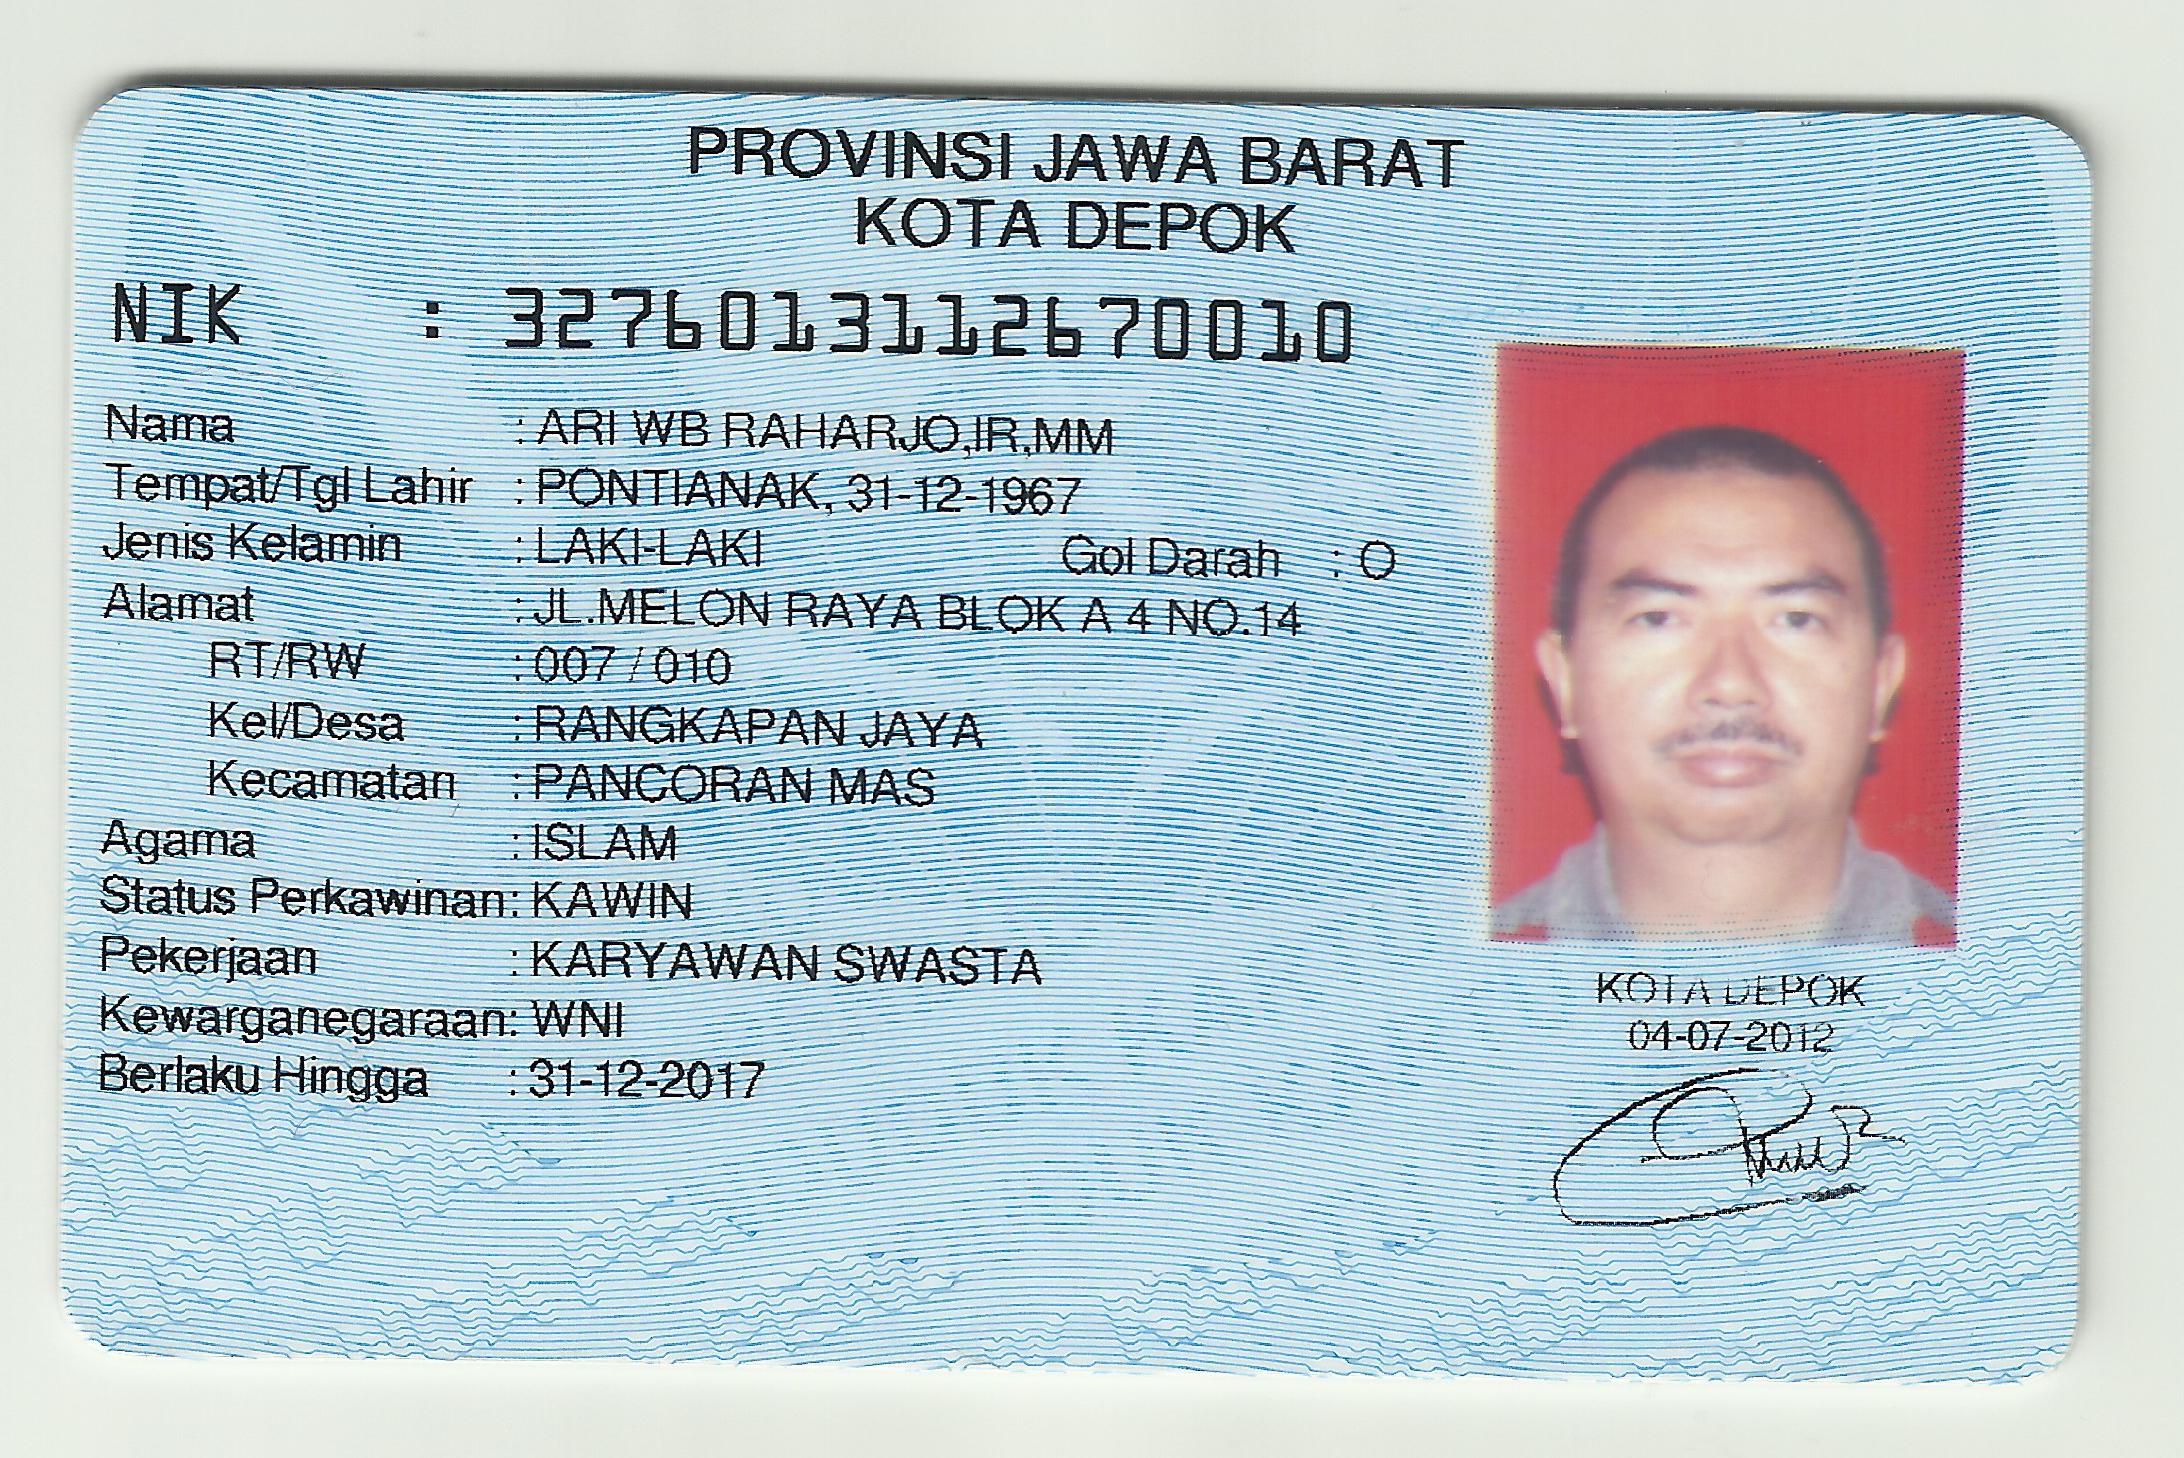 PROVINSI JAWA BARAT
KOTA DEPOK
NIK : 3276013112670010
Nama : ARI WB RAHARJO,IR,MM
Tempat/Tgl Lahir : PONTIANAK, 31-12-1967
Jenis Kelamin : LAKI-LAKI Gol Darah : O
Alamat : JL.MELON RAYA BLOK A 4 NO.14
RT/RW : 007 / 010
Kel/Desa : RANGKAPAN JAYA
Kecamatan : PANCORAN MAS
Agama : ISLAM
Status Perkawinan: KAWIN
Pekerjaan : KARYAWAN SWASTA
Kewarganegaraan: WNI
Berlaku Hingga : 31-12-2017
KOTA DEPOK
04-07-2012